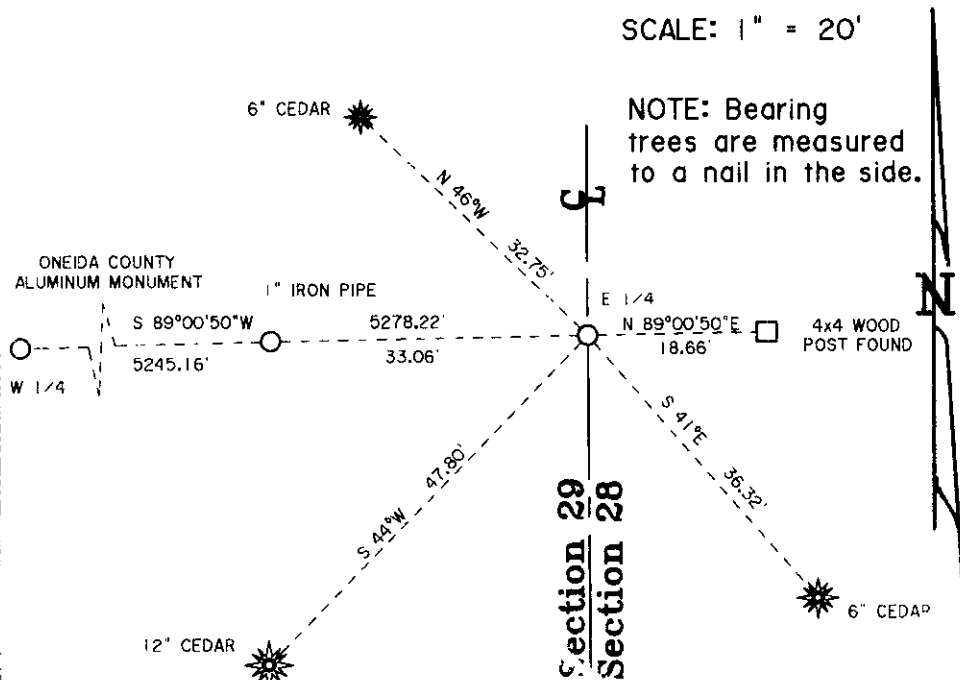 SCALE: 1" = 20'
NOTE: Bearing
trees are measured
to a nail in the side.
6" CEDAR
N 46°W
32.75'
CL
N
ONEIDA COUNTY
ALUMINUM MONUMENT
1" IRON PIPE
E 1/4
S 89°00'50"W
5245.16'
5278.22'
33.06'
N 89°00'50"E
18.66'
4x4 WOOD
POST FOUND
W 1/4
S 41°E
36.32'
S 44°W
47.80'
Section 29
Section 28
12" CEDAR
6" CEDAR